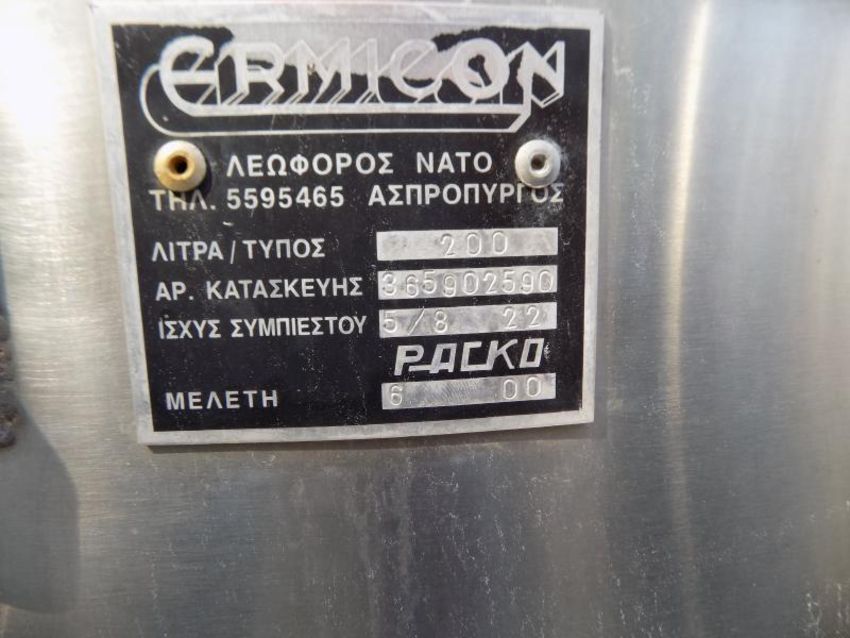 ERMICON
ΛΕΩΦΟΡΟΣ ΝΑΤΟ
ΤΗΛ. 5595465 ΑΣΠΡΟΠΥΡΓΟΣ
ΛΙΤΡΑ / ΤΥΠΟΣ 200
ΑΡ. ΚΑΤΑΣΚΕΥΗΣ 365902590
ΙΣΧΥΣ ΣΥΜΠΙΕΣΤΟΥ 5/8 22
PACKO
ΜΕΛΕΤΗ 6 00